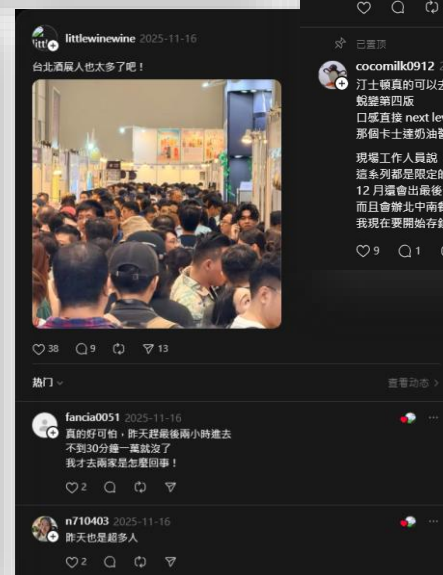 littlewinewine 2025-11-16
台北酒展人也太多了吧！
38 9 13
热门
查看动态
fancia0051 2025-11-16
真的好可怕，昨天趕最後兩小時進去
不到30分鐘一萬就沒了
我才去兩家是怎麼回事！
2
n710403 2025-11-16
昨天也是超多人
2
已置顶
cocomilk0912
汀士頓真的可以去
蛻變第四版
口感直接 next lev
那個卡士達奶油
現場工作人員說
這系列都是限定的
12 月還會出最後
而且會辦北中南
我現在要開始存
9 1